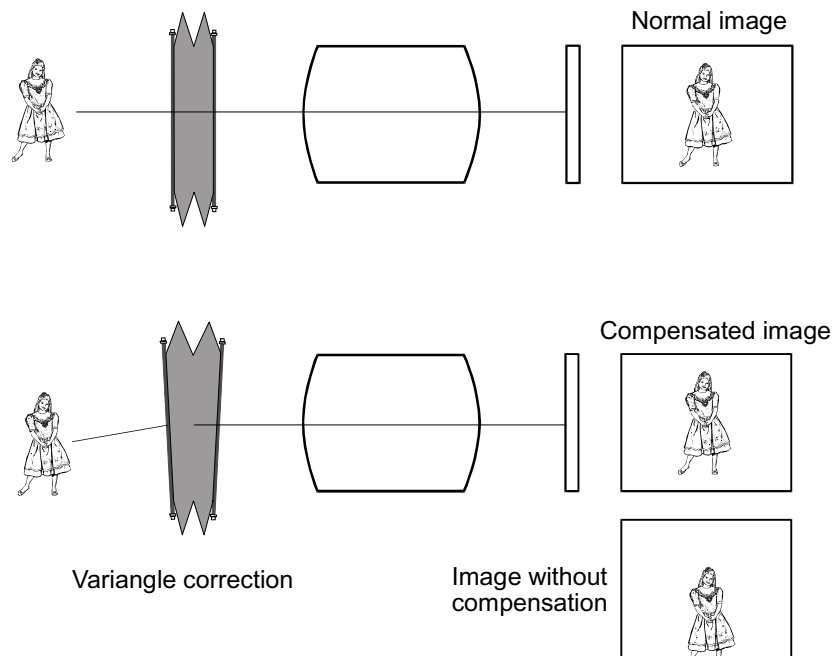 Normal image
Compensated image
Variangle correction
Image without
compensation